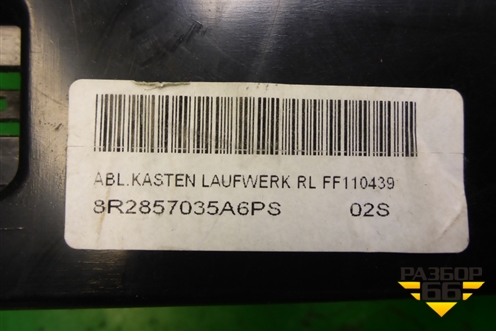 ABL.KASTEN LAUFWERK RL FF110439
8R2857035A6PS 02S
РАЗБОР
66